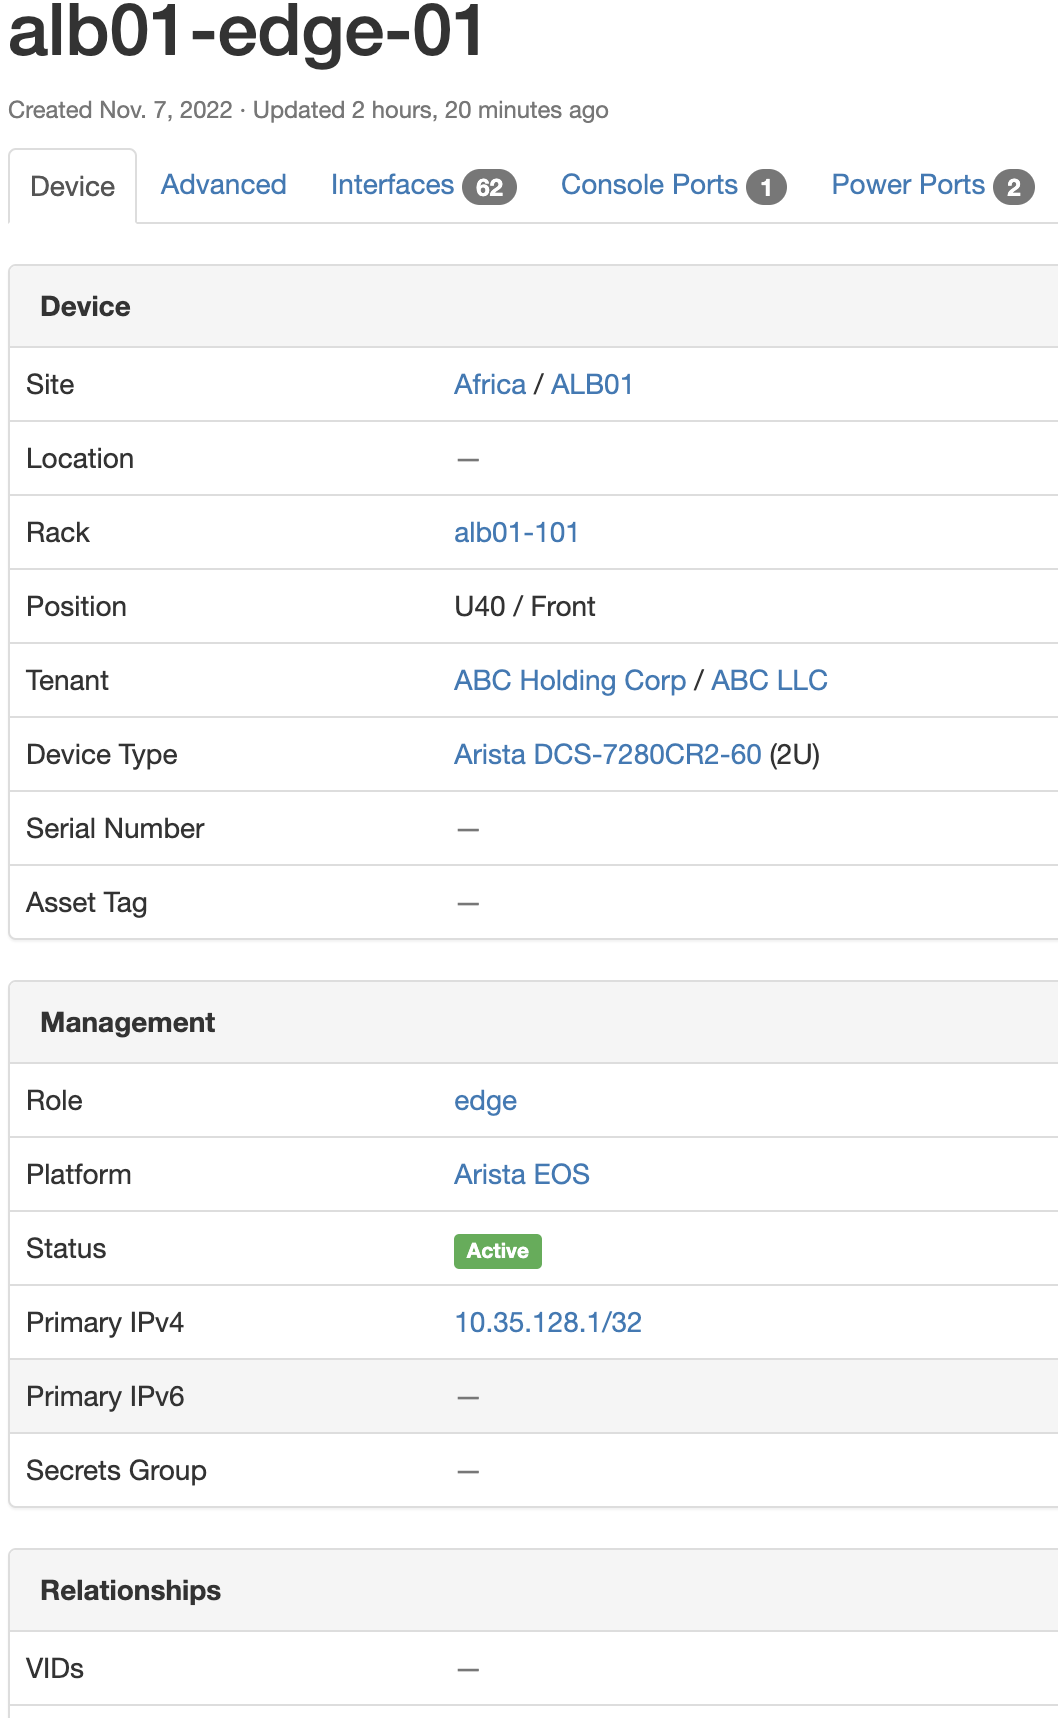 alb01-edge-01
Created Nov. 7, 2022 · Updated 2 hours, 20 minutes ago
Device Advanced Interfaces 62 Console Ports 1 Power Ports 2
Device
Site Africa / ALB01
Location —
Rack alb01-101
Position U40 / Front
Tenant ABC Holding Corp / ABC LLC
Device Type Arista DCS-7280CR2-60 (2U)
Serial Number —
Asset Tag —
Management
Role edge
Platform Arista EOS
Status Active
Primary IPv4 10.35.128.1/32
Primary IPv6 —
Secrets Group —
Relationships
VIDs —